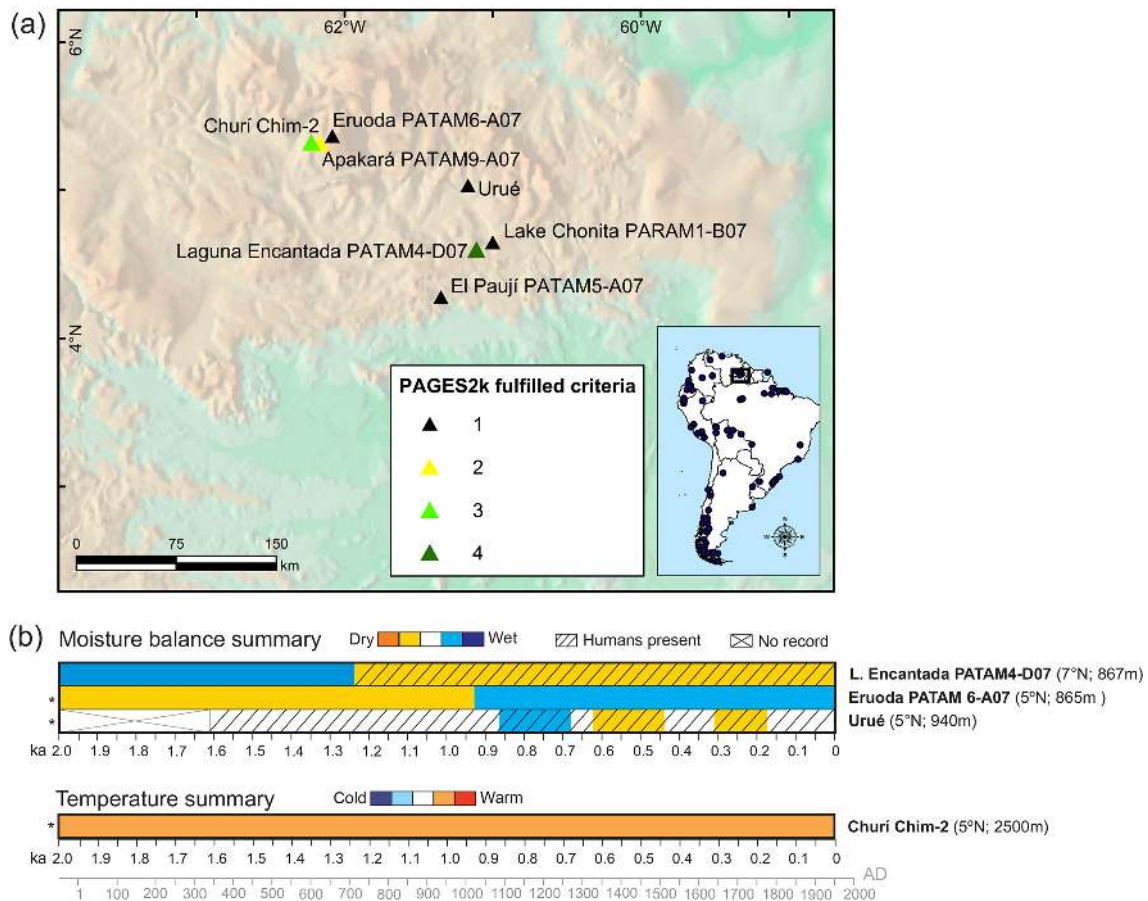 (a)
62°W
60°W
6°N
Churí Chim-2
Eruoda PATAM6-A07
Apakará PATAM9-A07
Urué
Lake Chonita PARAM1-B07
Laguna Encantada PATAM4-D07
El Paují PATAM5-A07
4°N
PAGES2k fulfilled criteria
1
2
3
4
0 75 150
km
N
W E
S
(b) Moisture balance summary Dry Wet Humans present No record
L. Encantada PATAM4-D07 (7°N; 867m)
* Eruoda PATAM 6-A07 (5°N; 865m )
* Urué (5°N; 940m)
ka 2.0 1.9 1.8 1.7 1.6 1.5 1.4 1.3 1.2 1.1 1.0 0.9 0.8 0.7 0.6 0.5 0.4 0.3 0.2 0.1 0
Temperature summary Cold Warm
* Churí Chim-2 (5°N; 2500m)
ka 2.0 1.9 1.8 1.7 1.6 1.5 1.4 1.3 1.2 1.1 1.0 0.9 0.8 0.7 0.6 0.5 0.4 0.3 0.2 0.1 0
AD
1 100 200 300 400 500 600 700 800 900 1000 1100 1200 1300 1400 1500 1600 1700 1800 1900 2000